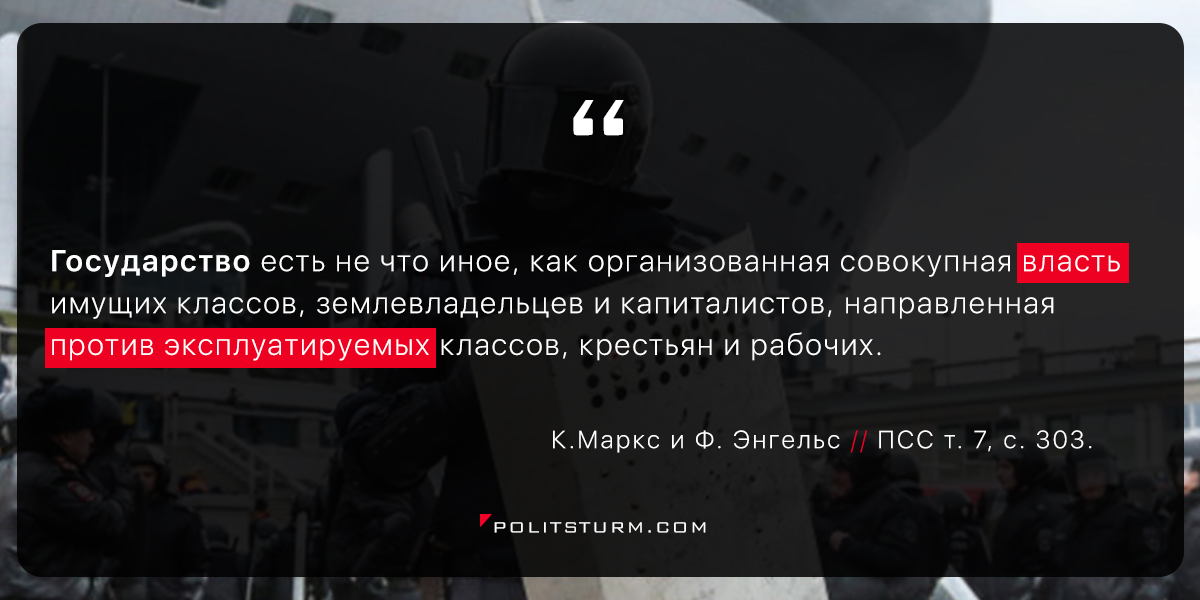 “
Государство есть не что иное, как организованная совокупная власть
имущих классов, землевладельцев и капиталистов, направленная
против эксплуатируемых классов, крестьян и рабочих.
К.Маркс и Ф. Энгельс // ПСС т. 7, с. 303.
POLITSTURM.COM